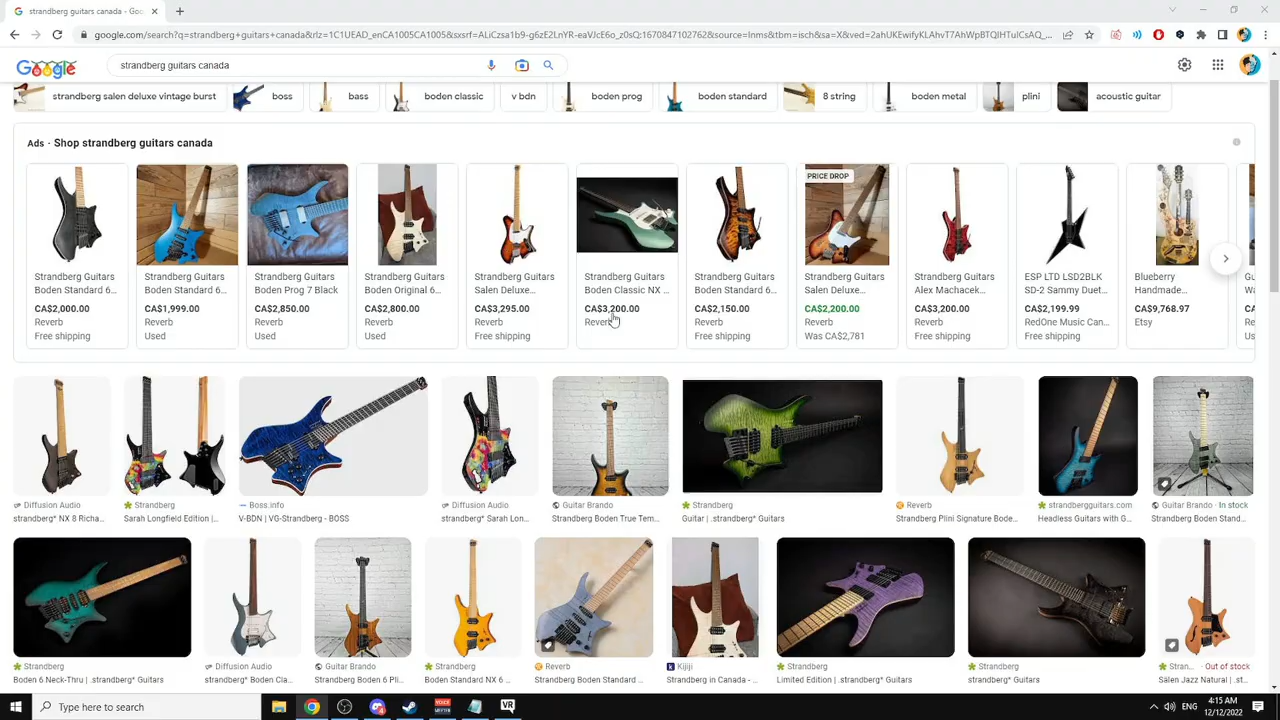 strandberg guitars canada - Goo
google.com/search?q=strandberg+guitars+canada&rlz=1C1UEAD_enCA1005CA1005&sxsrf=ALiCzsa1b9-g6zE2LnYR-eaVJcE6o_z0sQ:1670847102762&source=lnms&tbm=isch&sa=X&ved=2ahUKEwifyKLAhvT7AhWpBTQIHTuICsAQ_...
Google
strandberg guitars canada
strandberg salen deluxe vintage burst
boss
bass
boden classic
v bdn
boden prog
boden standard
8 string
boden metal
plini
acoustic guitar
Ads · Shop strandberg guitars canada
PRICE DROP
Strandberg Guitars
Boden Standard 6...
CA$2,000.00
Reverb
Free shipping
Strandberg Guitars
Boden Standard 6...
CA$1,999.00
Reverb
Used
Strandberg Guitars
Boden Prog 7 Black
CA$2,850.00
Reverb
Used
Strandberg Guitars
Boden Original 6...
CA$2,800.00
Reverb
Used
Strandberg Guitars
Salen Deluxe...
CA$3,295.00
Reverb
Free shipping
Strandberg Guitars
Boden Classic NX ...
CA$3,200.00
Reverb
Strandberg Guitars
Boden Standard 6...
CA$2,150.00
Reverb
Free shipping
Strandberg Guitars
Salen Deluxe...
CA$2,200.00
Reverb
Was CA$2,781
Strandberg Guitars
Alex Machacek...
CA$3,200.00
Reverb
Free shipping
ESP LTD LSD2BLK
SD-2 Sammy Duet...
CA$2,199.99
RedOne Music Can...
Free shipping
Blueberry
Handmade...
CA$9,768.97
Etsy
Diffusion Audio
strandberg* NX 8 Richa...
Strandberg
Sarah Longfield Edition |...
Boss.info
V-BDN | VG-Strandberg - BOSS
Diffusion Audio
strandberg* Sarah Lon...
Guitar Brando
Strandberg Boden True Tem...
Strandberg
Guitar | .strandberg* Guitars
Reverb
Strandberg Plini Signature Bode...
strandbergguitars.com
Headless Guitars with G...
Guitar Brando · In stock
Strandberg Boden Stand...
Strandberg
Boden 6 Neck-Thru | .strandberg* Guitars
Diffusion Audio
strandberg* Boden Cla...
Guitar Brando
Strandberg Boden 6 Pli...
Strandberg
Boden Standard NX 6 ...
Reverb
Strandberg Boden Standard ...
Kijiji
Strandberg in Canada - ...
Strandberg
Limited Edition | .strandberg* Guitars
Strandberg
strandberg* Guitars
Stran... · Out of stock
Sälen Jazz Natural | .st...
Type here to search
VR
ENG
4:15 AM
12/12/2022